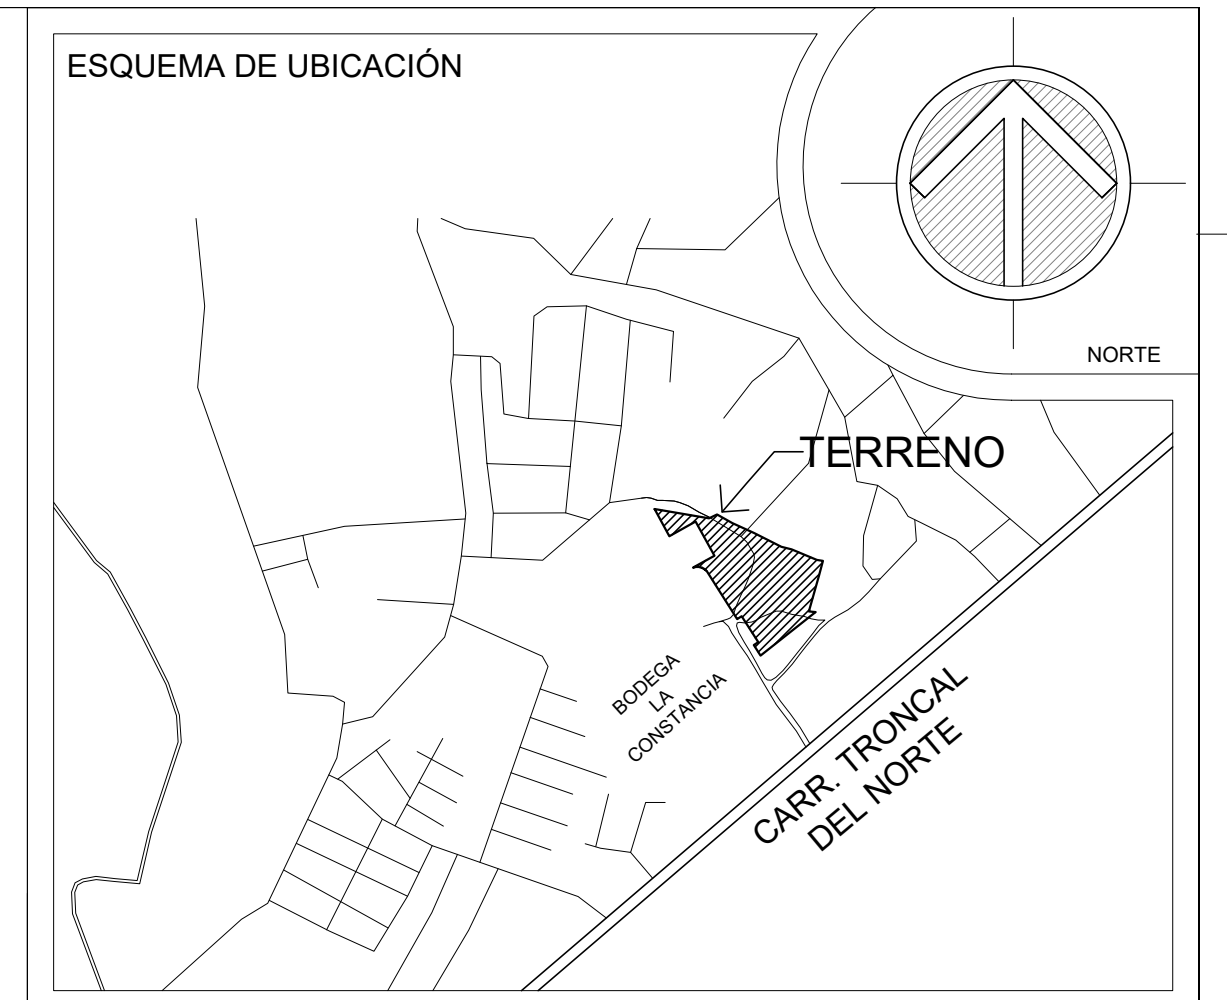 ESQUEMA DE UBICACIÓN
NORTE
TERRENO
BODEGA
LA
CONSTANCIA
CARR. TRONCAL
DEL NORTE